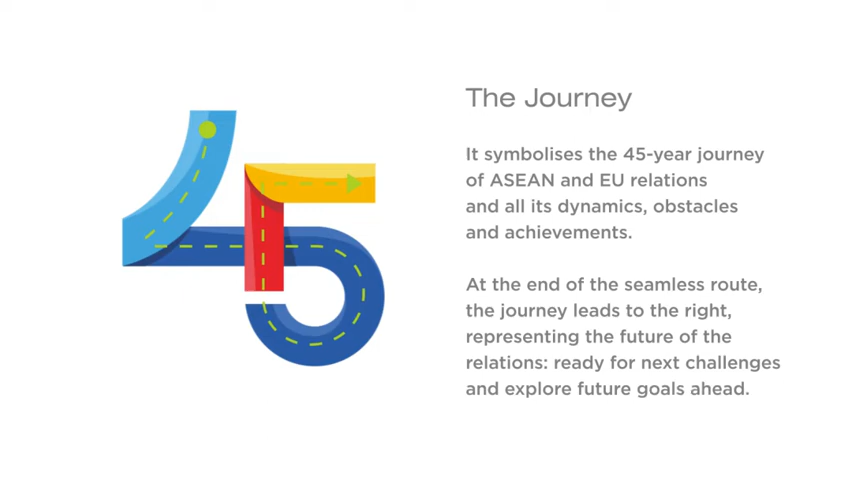 The Journey
It symbolises the 45-year journey
of ASEAN and EU relations
and all its dynamics, obstacles
and achievements.
At the end of the seamless route,
the journey leads to the right,
representing the future of the
relations: ready for next challenges
and explore future goals ahead.
45